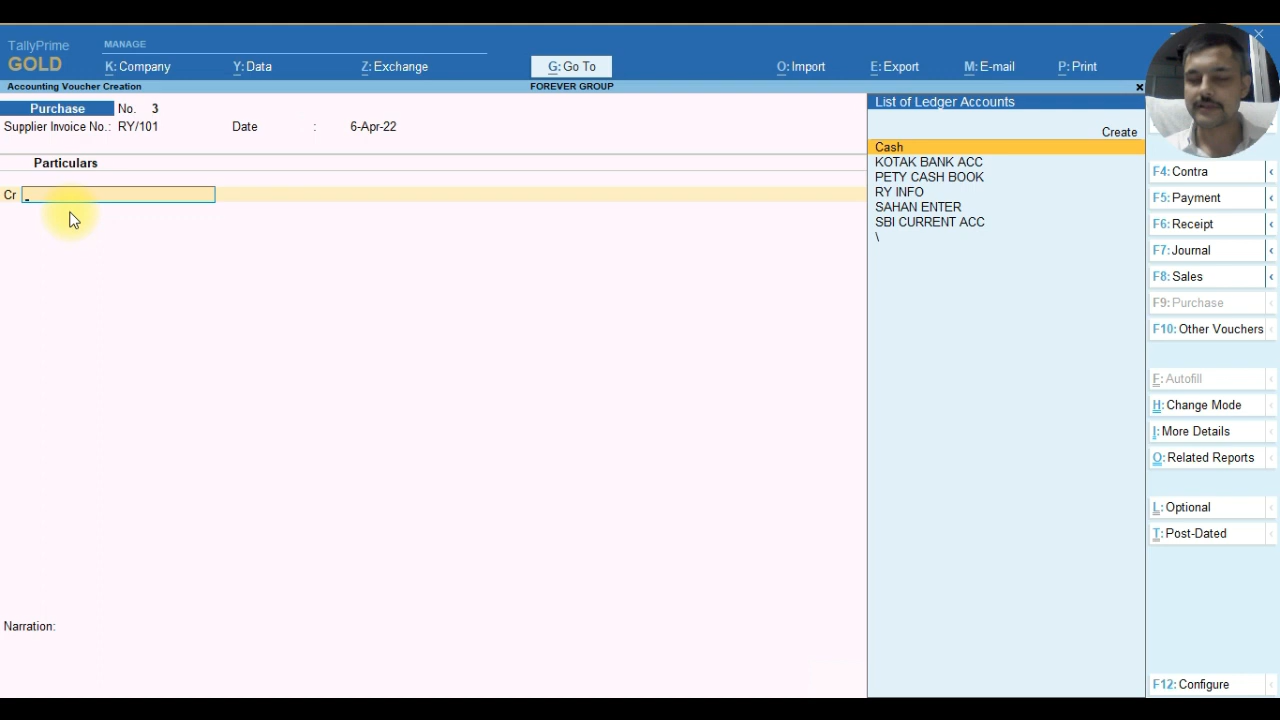 TallyPrime
GOLD
MANAGE
K: Company
Y: Data
Z: Exchange
G: Go To
O: Import
E: Export
M: E-mail
P: Print
Accounting Voucher Creation
FOREVER GROUP
Purchase No. 3
Supplier Invoice No.: RY/101 Date : 6-Apr-22
Particulars
Cr
Narration:
List of Ledger Accounts
Create
Cash
KOTAK BANK ACC
PETY CASH BOOK
RY INFO
SAHAN ENTER
SBI CURRENT ACC
\
F4: Contra
F5: Payment
F6: Receipt
F7: Journal
F8: Sales
F9: Purchase
F10: Other Vouchers
F: Autofill
H: Change Mode
I: More Details
O: Related Reports
L: Optional
T: Post-Dated
F12: Configure